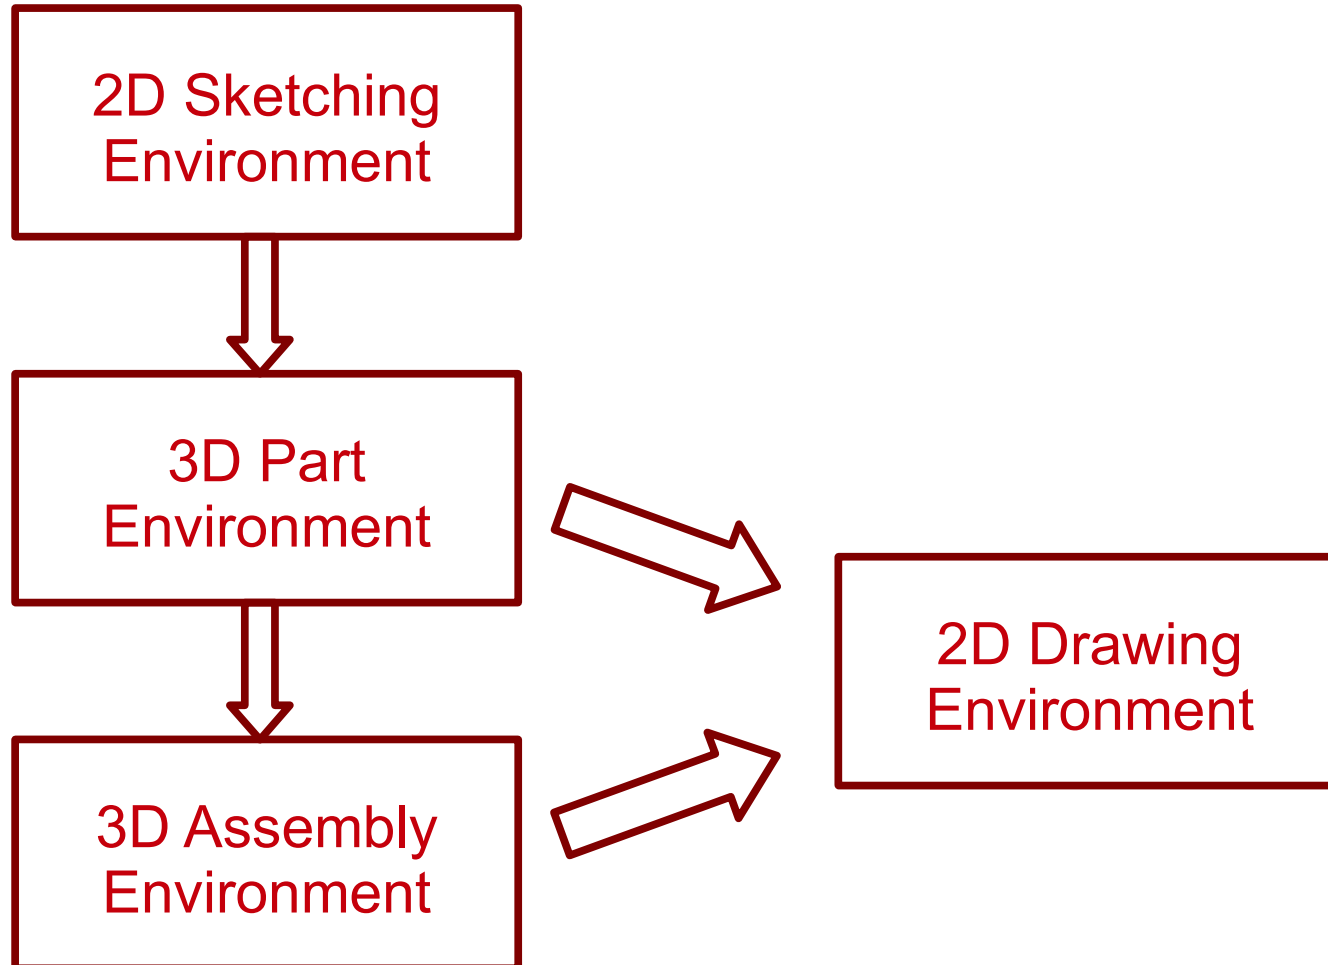 2D Sketching
Environment
3D Part
Environment
2D Drawing
Environment
3D Assembly
Environment